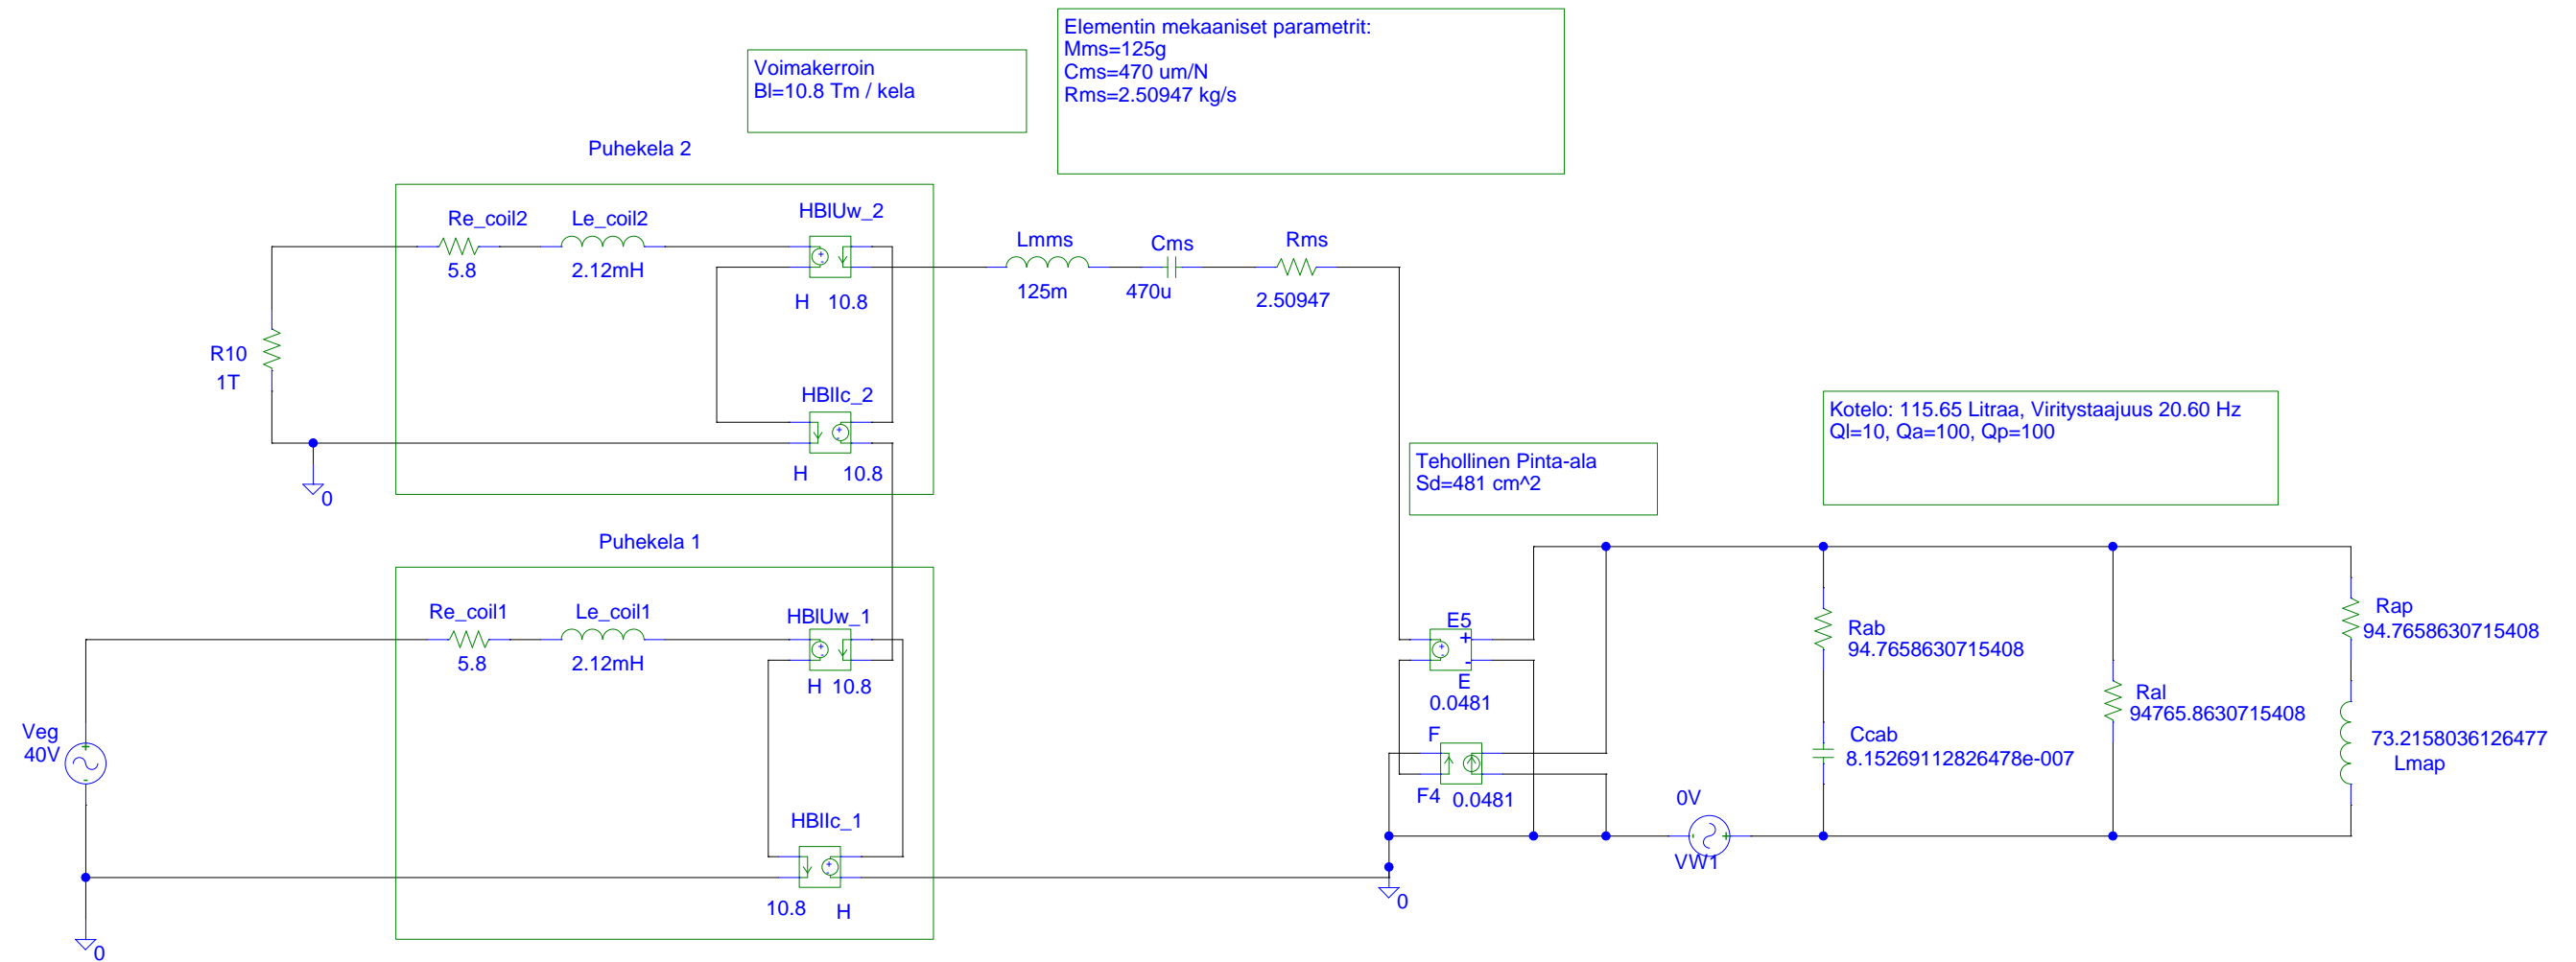 Elementin mekaaniset parametrit:
Mms=125g
Cms=470 um/N
Rms=2.50947 kg/s
Voimakerroin
Bl=10.8 Tm / kela
Puhekela 2
Re_coil2
5.8
Le_coil2
2.12mH
HBlUw_2
H 10.8
Lmms
125m
Cms
470u
Rms
2.50947
R10
1T
HBlIc_2
H 10.8
0
Kotelo: 115.65 Litraa, Viritystaajuus 20.60 Hz
Ql=10, Qa=100, Qp=100
Tehollinen Pinta-ala
Sd=481 cm^2
Puhekela 1
Re_coil1
5.8
Le_coil1
2.12mH
HBlUw_1
H 10.8
E5
+
-
E
0.0481
F
F4 0.0481
Rab
94.7658630715408
Ccab
8.15269112826478e-007
Ral
94765.8630715408
Rap
94.7658630715408
73.2158036126477
Lmap
Veg
40V
+
-
0V
- +
VW1
HBlIc_1
10.8 H
0
0